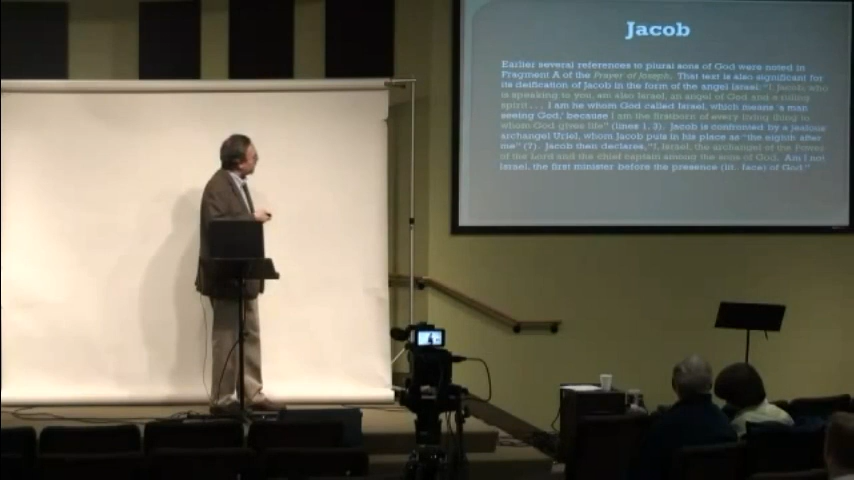 Jacob
Earlier several references to plural sons of God were noted in
Fragment A of the Prayer of Joseph. That text is also significant for
its deification of Jacob in the form of the angel Israel: "I, Jacob, who
is speaking to you, am also Israel, an angel of God and a ruling
spirit . . . I am he whom God called Israel, which means 'a man
seeing God,' because I am the firstborn of every living thing to
whom God gives life" (lines 1, 3). Jacob is confronted by a jealous
archangel Uriel, whom Jacob puts in his place as "the eighth after
me" (7). Jacob then declares, "I, Israel, the archangel of the Power
of the Lord and the chief captain among the sons of God. Am I not
Israel, the first minister before the presence (lit. face) of God."